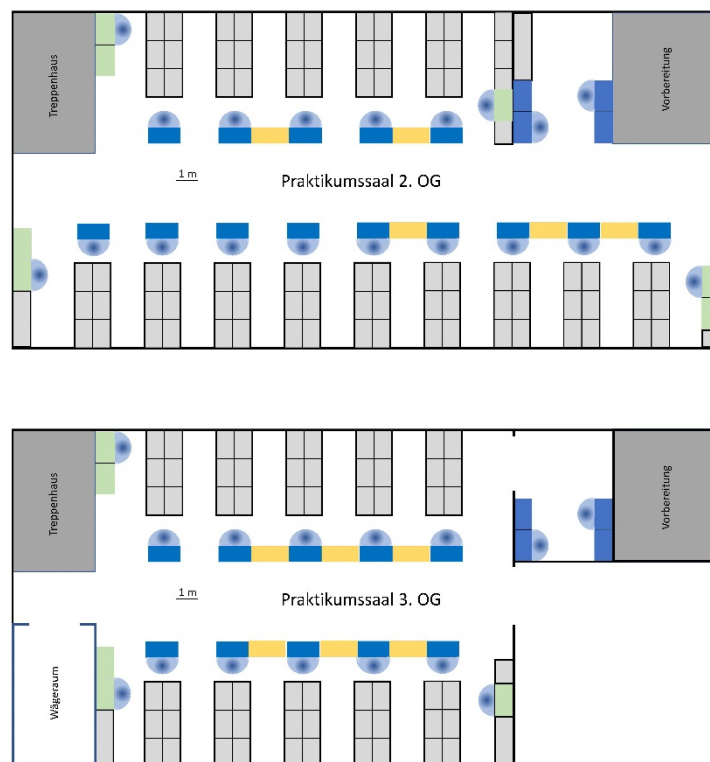 Treppenhaus
Vorbereitung
1 m
Praktikumssaal 2. OG
Treppenhaus
Vorbereitung
1 m
Praktikumssaal 3. OG
Wägeraum